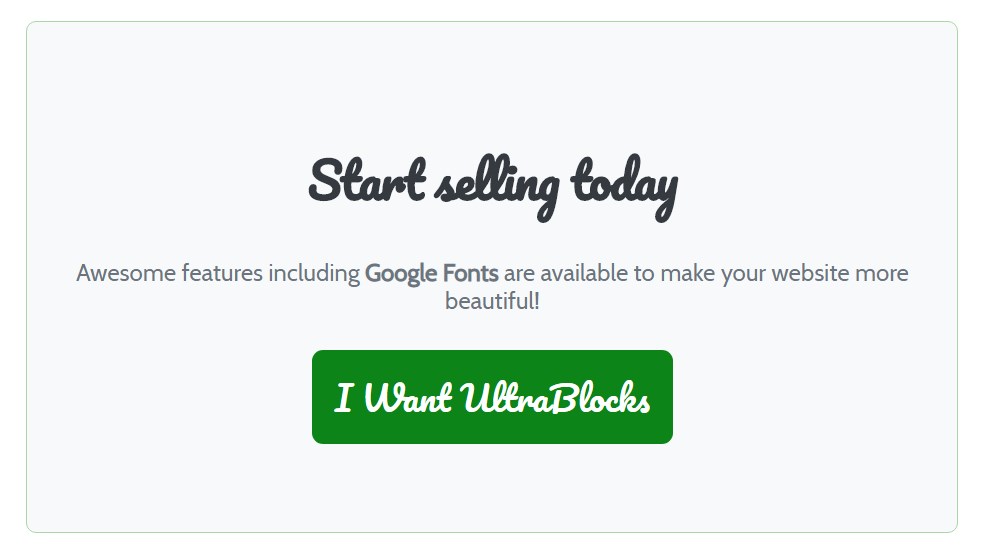 Start selling today
Awesome features including Google Fonts are available to make your website more
beautiful!
I Want UltraBlocks